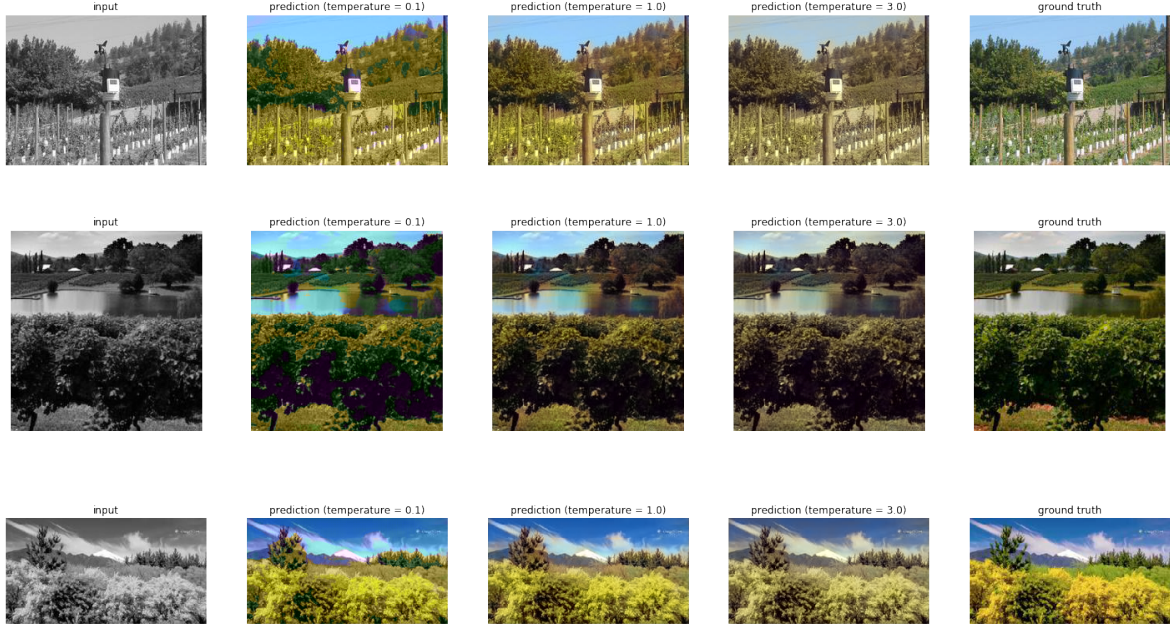 input prediction (temperature = 0.1) prediction (temperature = 1.0) prediction (temperature = 3.0) ground truth
input prediction (temperature = 0.1) prediction (temperature = 1.0) prediction (temperature = 3.0) ground truth
input prediction (temperature = 0.1) prediction (temperature = 1.0) prediction (temperature = 3.0) ground truth